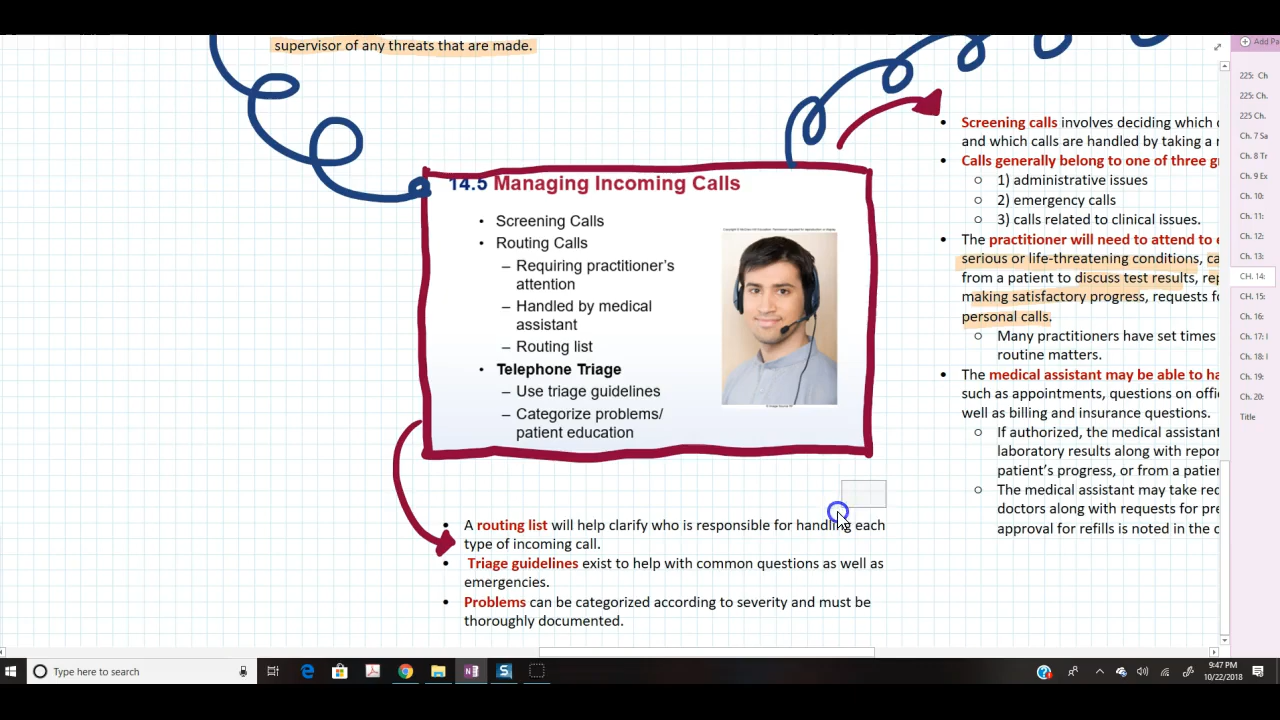 supervisor of any threats that are made.
14.5 Managing Incoming Calls
• Screening Calls
• Routing Calls
– Requiring practitioner's
attention
– Handled by medical
assistant
– Routing list
• Telephone Triage
– Use triage guidelines
– Categorize problems/
patient education
• A routing list will help clarify who is responsible for handling each
type of incoming call.
• Triage guidelines exist to help with common questions as well as
emergencies.
• Problems can be categorized according to severity and must be
thoroughly documented.
• Screening calls involves deciding which
and which calls are handled by taking a
• Calls generally belong to one of three
○ 1) administrative issues
○ 2) emergency calls
○ 3) calls related to clinical issues.
• The practitioner will need to attend to
serious or life-threatening conditions,
from a patient to discuss test results,
making satisfactory progress, requests
personal calls.
○ Many practitioners have set times
routine matters.
• The medical assistant may be able to
such as appointments, questions on
well as billing and insurance questions.
○ If authorized, the medical assistant
laboratory results along with
patient's progress, or from a
○ The medical assistant may take
doctors along with requests for
approval for refills is noted in the
Add Pa
225: Ch
225: Ch.
225 Ch.
Ch. 7 Sa
Ch. 8 Tr
Ch. 9 Ex
Ch. 10:
Ch. 11:
Ch. 13:
CH. 14:
CH. 15:
Ch. 16:
Ch. 17: I
Ch. 18: I
Ch. 19:
Ch. 20:
Title
Type here to search
9:47 PM
10/22/2018